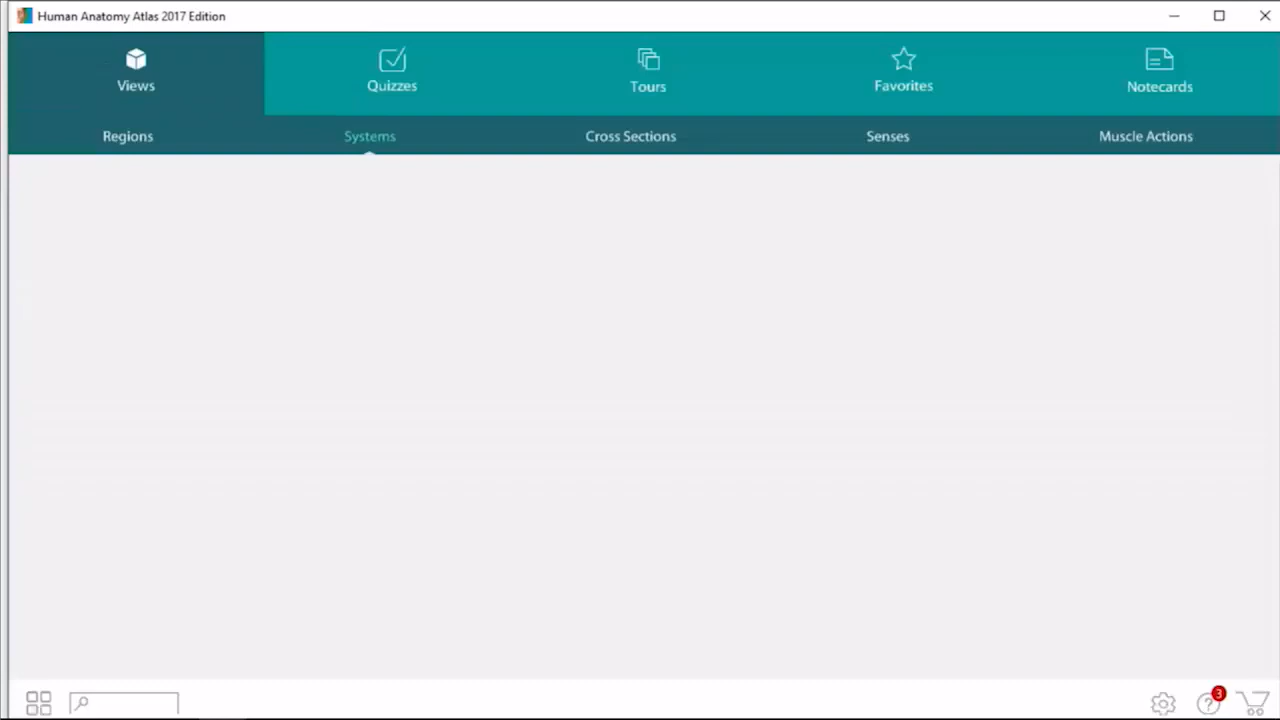 Human Anatomy Atlas 2017 Edition
Views Quizzes Tours Favorites Notecards
Regions Systems Cross Sections Senses Muscle Actions
3